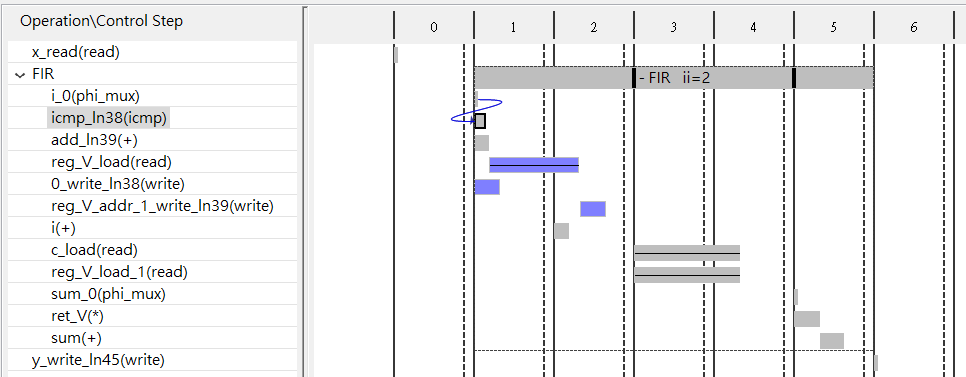 Operation\Control Step 0 1 2 3 4 5 6
x_read(read)
FIR - FIR ii=2
i_0(phi_mux)
icmp_ln38(icmp)
add_ln39(+)
reg_V_load(read)
0_write_ln38(write)
reg_V_addr_1_write_ln39(write)
i(+)
c_load(read)
reg_V_load_1(read)
sum_0(phi_mux)
ret_V(*)
sum(+)
y_write_ln45(write)